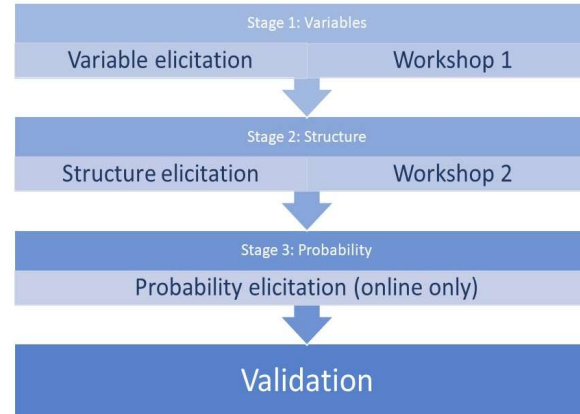 Stage 1: Variables
Variable elicitation Workshop 1
Stage 2: Structure
Structure elicitation Workshop 2
Stage 3: Probability
Probability elicitation (online only)
Validation